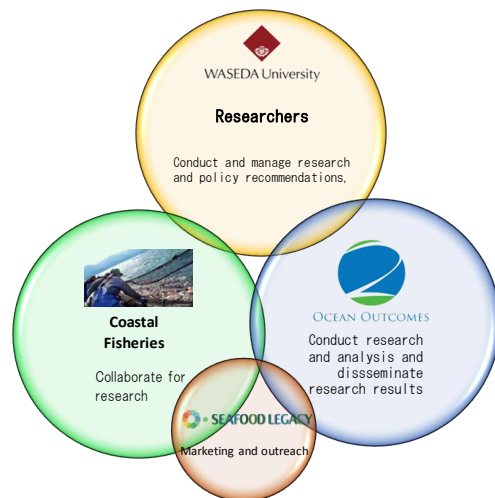 WASEDA University
Researchers
Conduct and manage research
and policy recommendations,
OCEAN OUTCOMES
Conduct research
and analysis and
dissseminate
research results
Coastal
Fisheries
Collaborate for
research
SEAFOOD LEGACY
Marketing and outreach